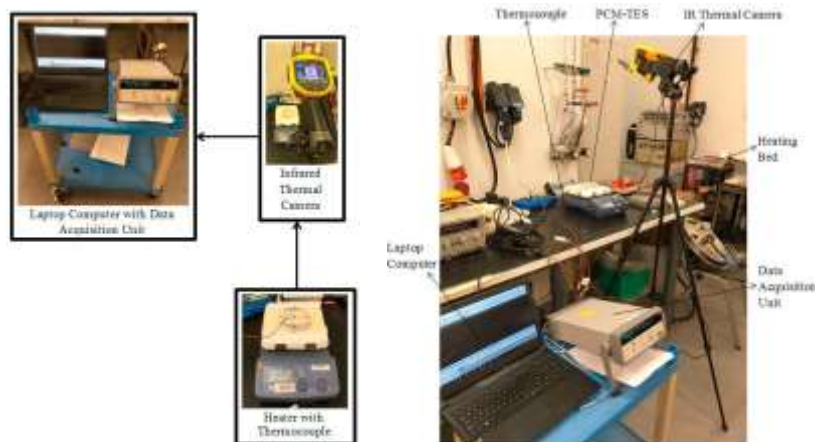 Thermocouple
PCM-TES
IR Thermal Camera
Laptop Computer with Data
Acquisition Unit
Infrared
Thermal
Camera
Heating
Bed
Laptop
Computer
Data
Acquisition
Unit
Heater with
Thermocouple